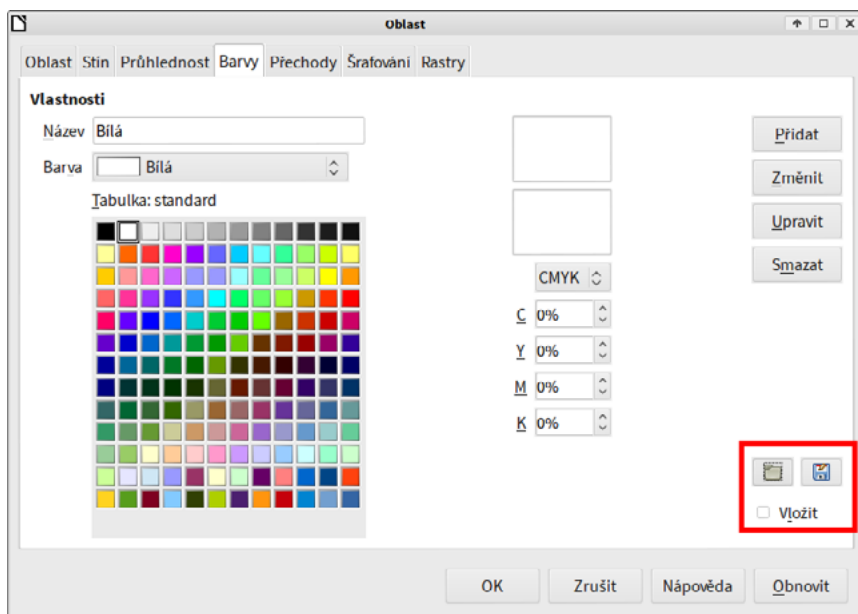 Oblast
Oblast Stín Průhlednost Barvy Přechody Šrafování Rastry
Vlastnosti
Název Bílá
Barva Bílá
Tabulka: standard
Přidat
Změnit
Upravit
Smazat
CMYK
C 0%
Y 0%
M 0%
K 0%
Vložit
OK Zrušit Nápověda Obnovit